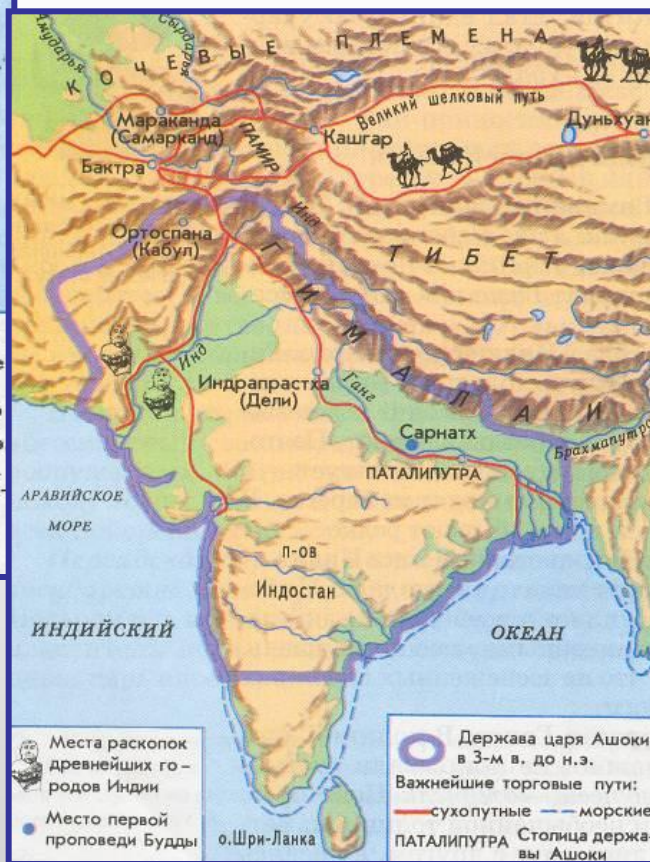 Амударья
Сырдарья
КОЧЕВЫЕ ПЛЕМЕНА
Мараканда
(Самарканд)
Великий шелковый путь
Дуньхуан
Кашгар
ПАМИР
Бактра
Ортоспана
(Кабул)
Инд
ТИБЕТ
ГИМАЛАИ
Инд
Индрапрастха
(Дели)
Ганг
Сарнатх
Брахмапутра
ПАТАЛИПУТРА
АРАВИЙСКОЕ
МОРЕ
п-ов
Индостан
ИНДИЙСКИЙ
ОКЕАН
Места раскопок
древнейших го-
родов Индии
Место первой
проповеди Будды
о.Шри-Ланка
Держава царя Ашоки
в 3-м в. до н.э.
Важнейшие торговые пути:
сухопутные
морские
ПАТАЛИПУТРА Столица держа-
вы Ашоки